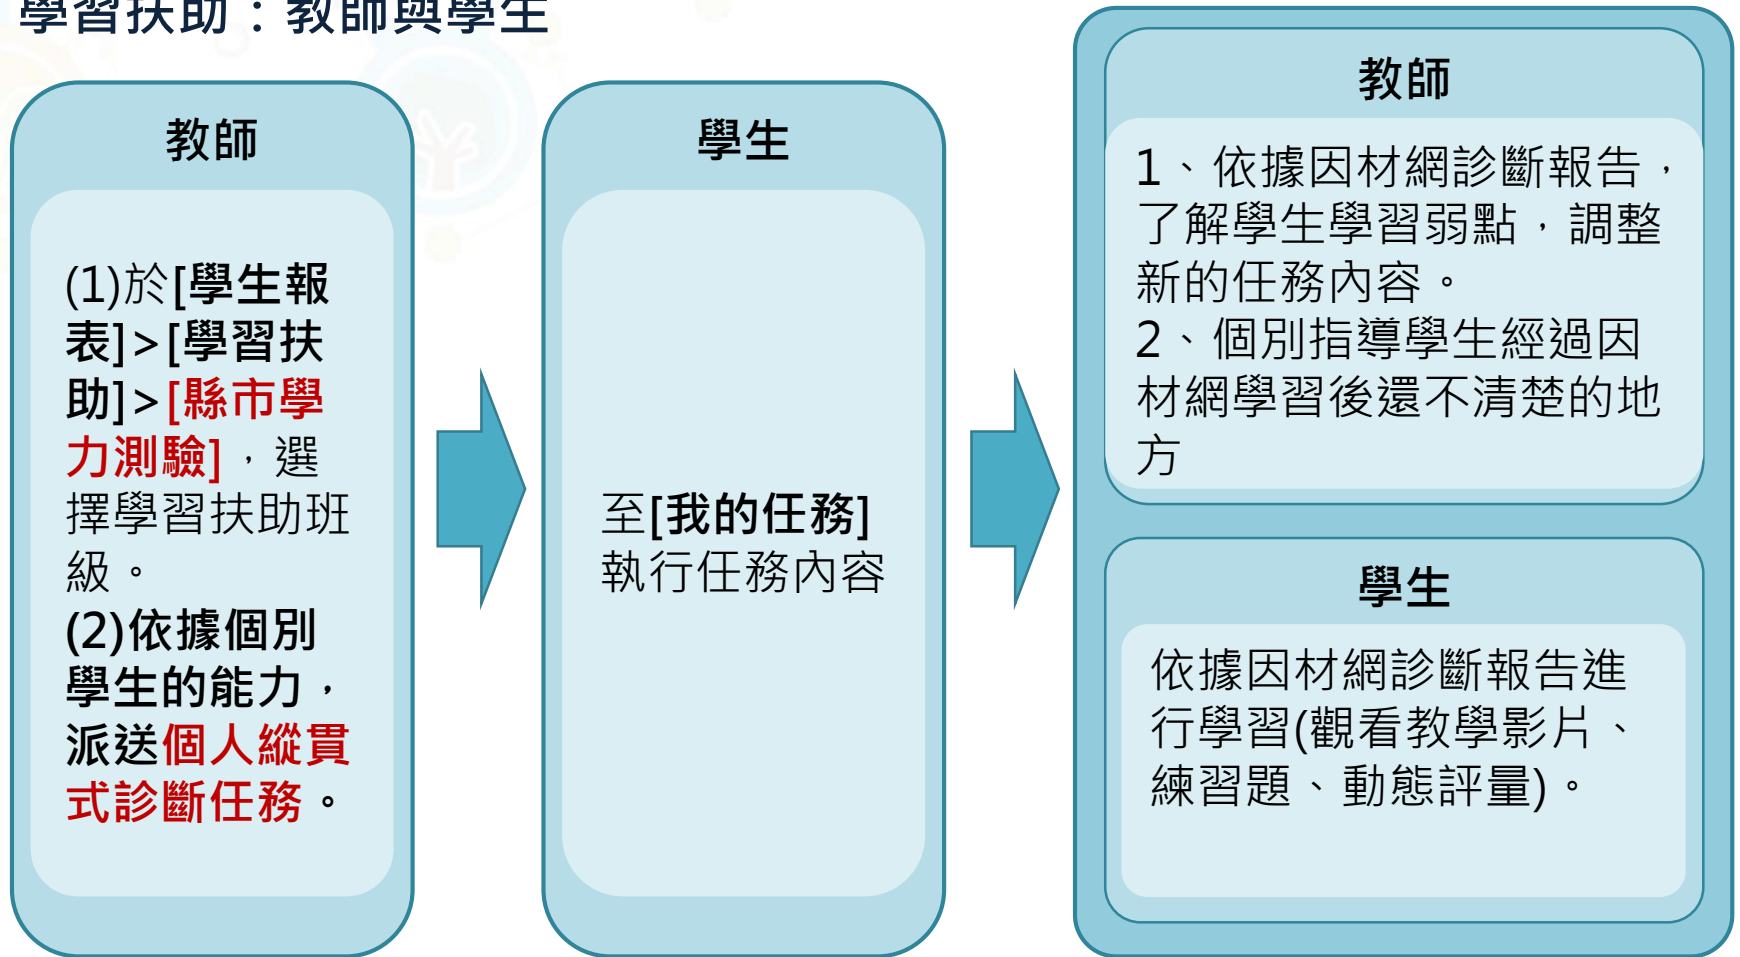 學習扶助：教師與學生
教師
(1)於[學生報
表]>[學習扶
助]>[縣市學
力測驗]，選
擇學習扶助班
級。
(2)依據個別
學生的能力，
派送個人縱貫
式診斷任務。
學生
至[我的任務]
執行任務內容
教師
1、依據因材網診斷報告，
了解學生學習弱點，調整
新的任務內容。
2、個別指導學生經過因
材網學習後還不清楚的地
方
學生
依據因材網診斷報告進
行學習(觀看教學影片、
練習題、動態評量)。